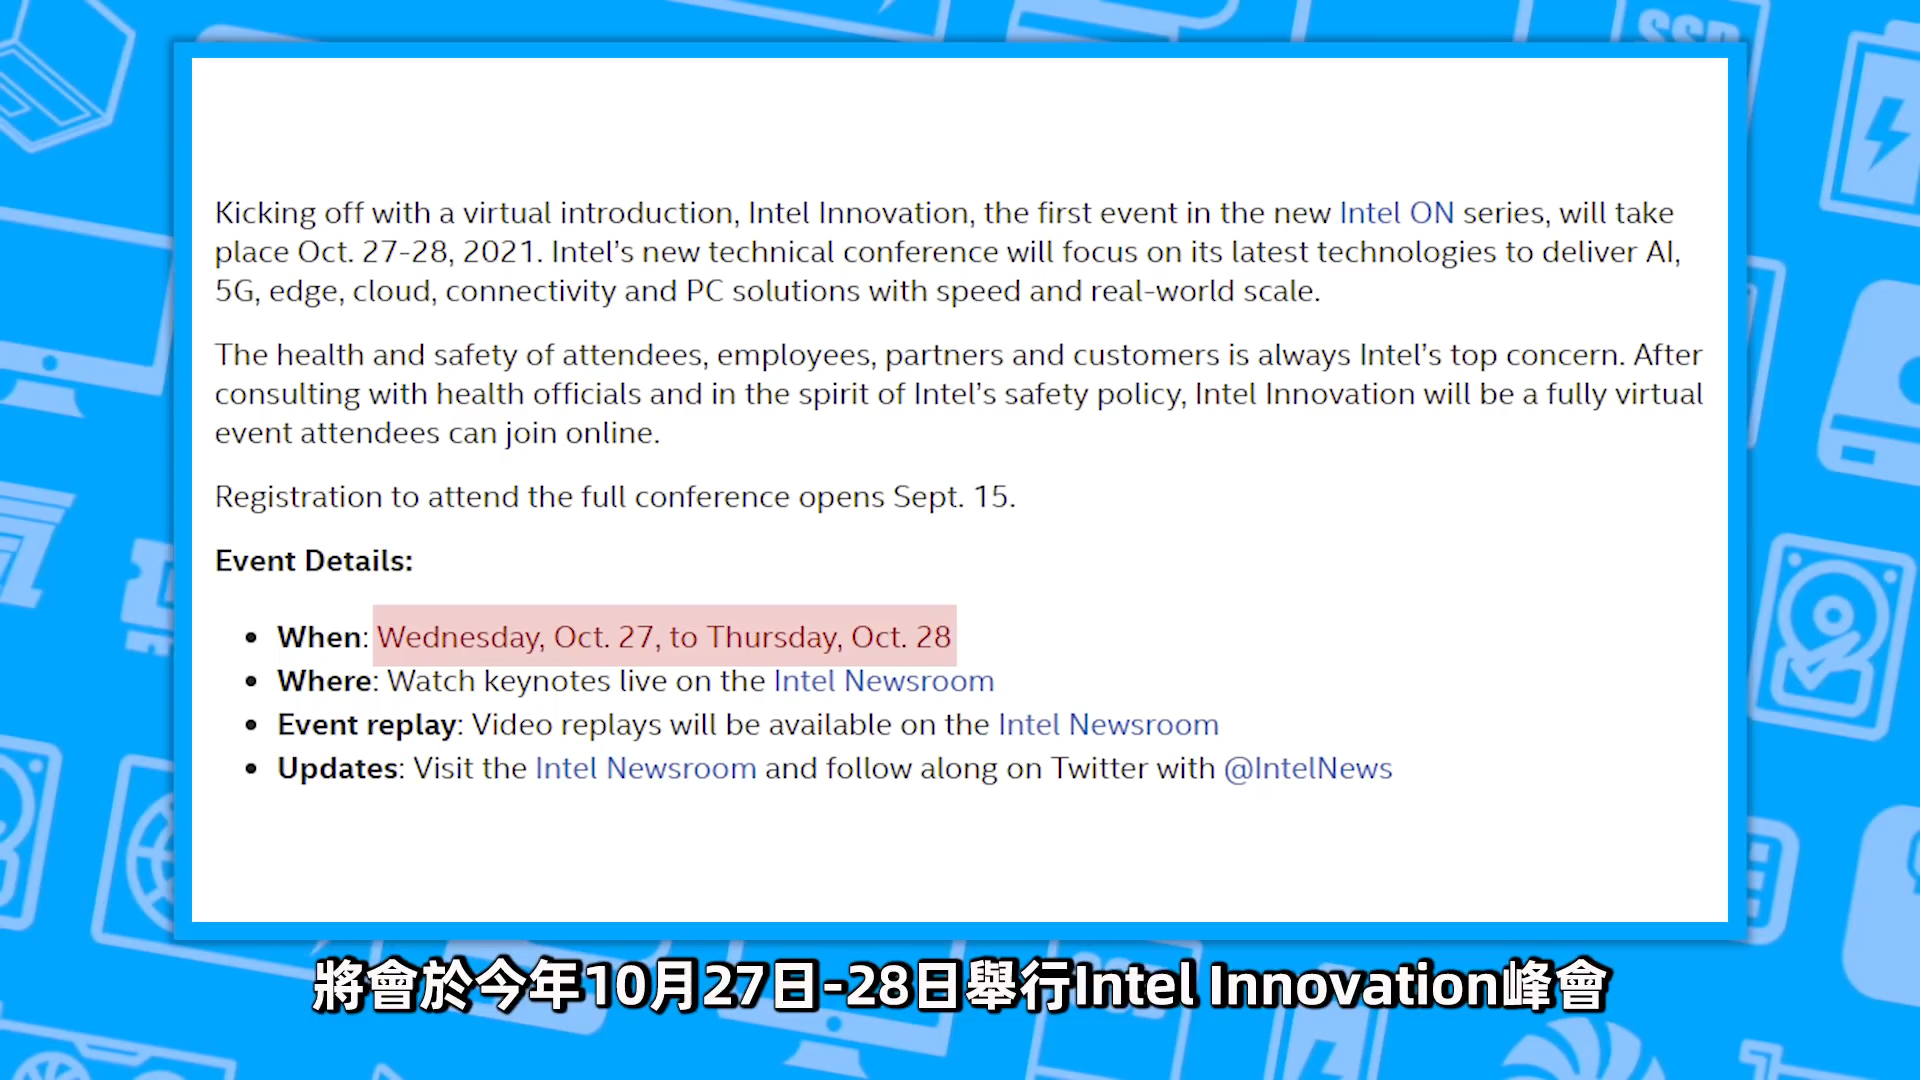 Kicking off with a virtual introduction, Intel Innovation, the first event in the new Intel ON series, will take
place Oct. 27-28, 2021. Intel’s new technical conference will focus on its latest technologies to deliver AI,
5G, edge, cloud, connectivity and PC solutions with speed and real-world scale.
The health and safety of attendees, employees, partners and customers is always Intel’s top concern. After
consulting with health officials and in the spirit of Intel’s safety policy, Intel Innovation will be a fully virtual
event attendees can join online.
Registration to attend the full conference opens Sept. 15.
Event Details:
• When: Wednesday, Oct. 27, to Thursday, Oct. 28
• Where: Watch keynotes live on the Intel Newsroom
• Event replay: Video replays will be available on the Intel Newsroom
• Updates: Visit the Intel Newsroom and follow along on Twitter with @IntelNews
將會於今年10月27日-28日舉行Intel Innovation峰會